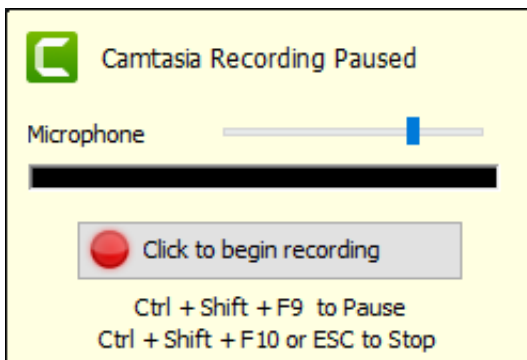 Camtasia Recording Paused
Microphone
Click to begin recording
Ctrl + Shift + F9 to Pause
Ctrl + Shift + F10 or ESC to Stop